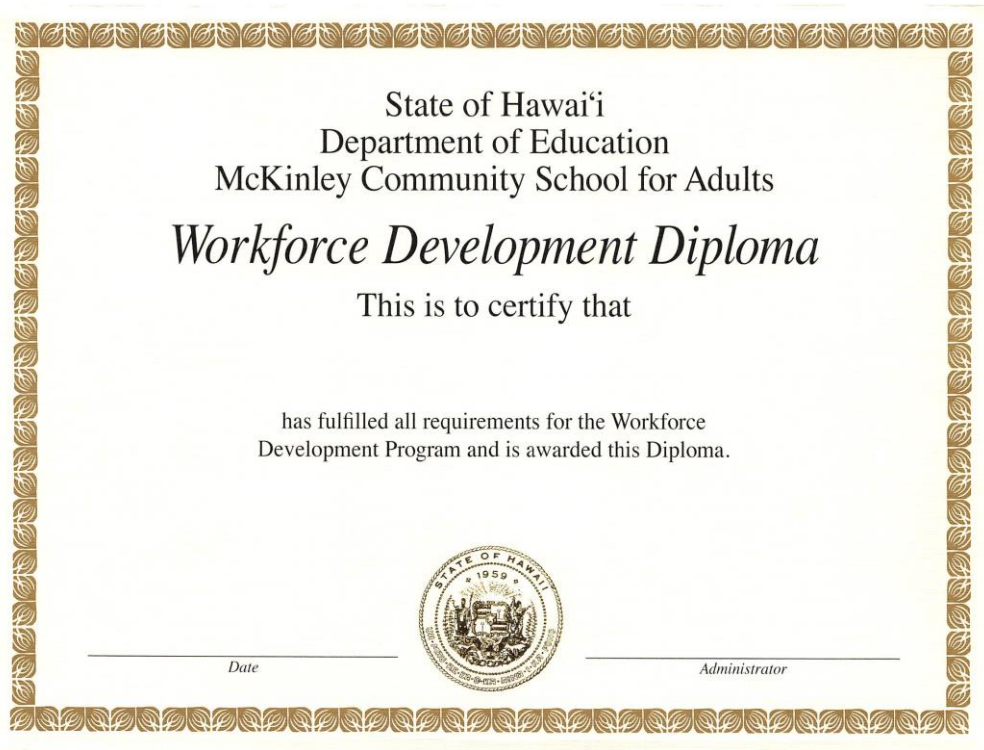 State of Hawai‘i
Department of Education
McKinley Community School for Adults
Workforce Development Diploma
This is to certify that
has fulfilled all requirements for the Workforce
Development Program and is awarded this Diploma.
STATE OF HAWAII
1959
Date
Administrator